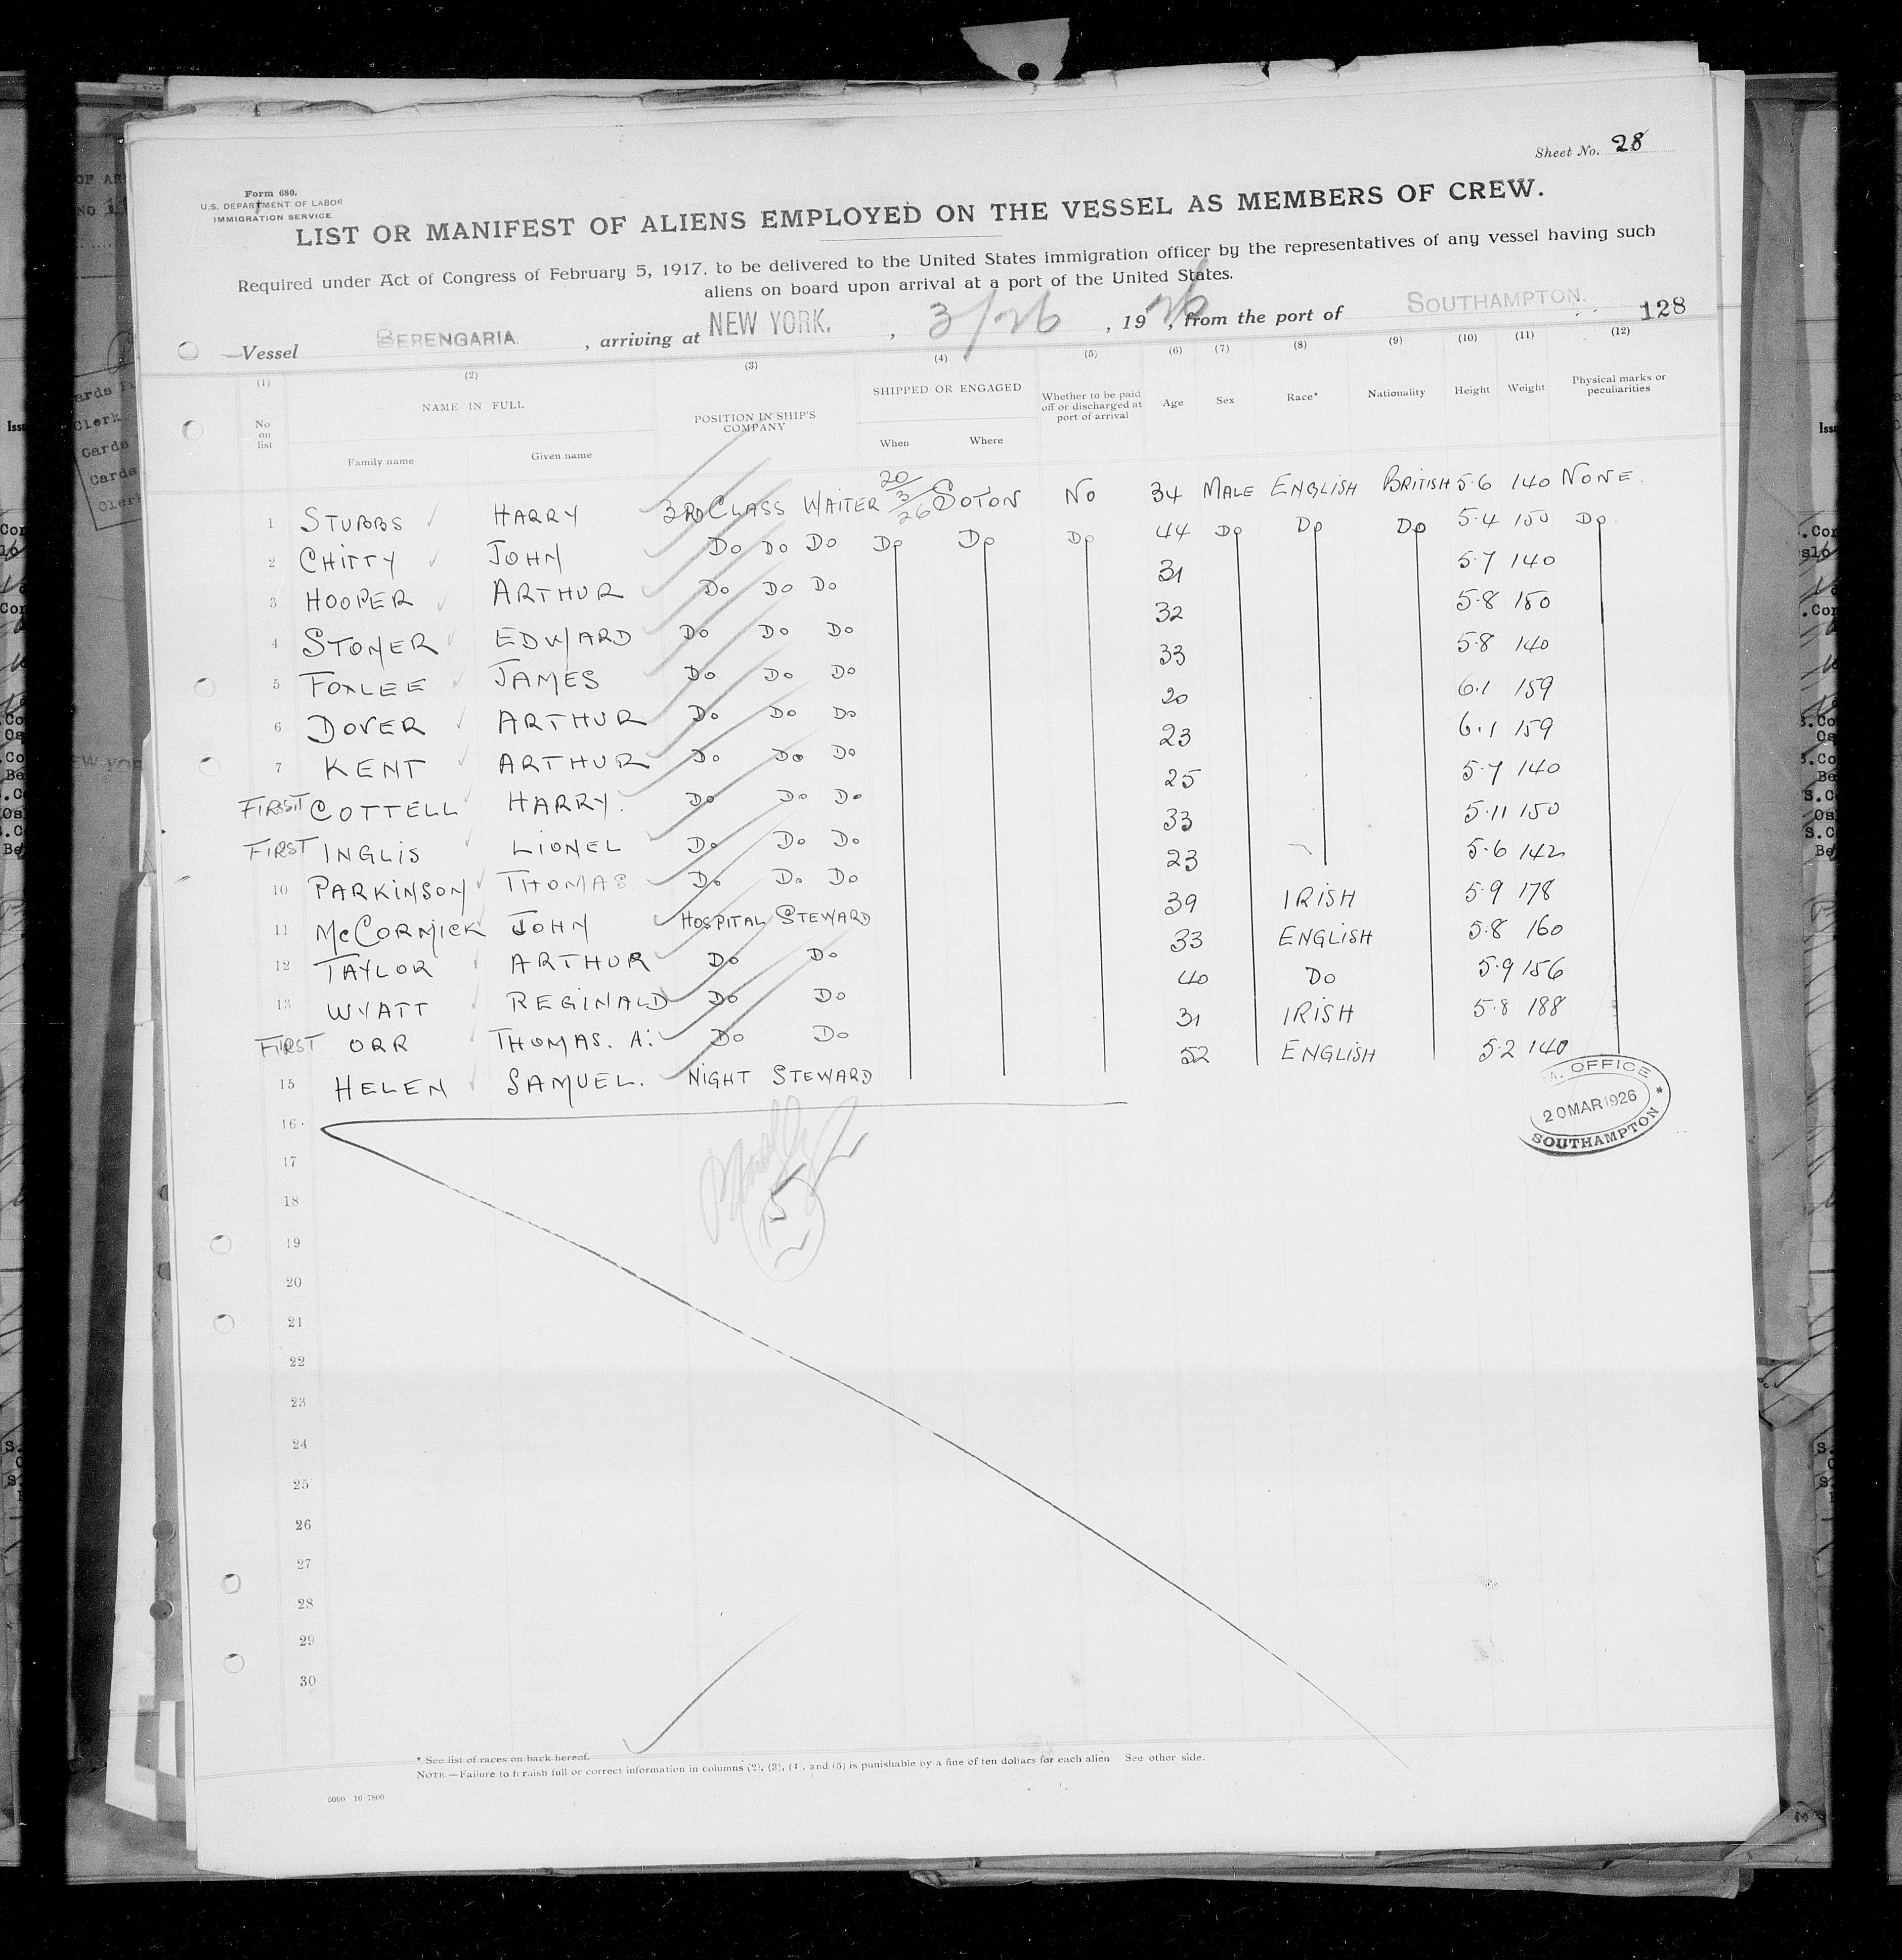 Sheet No. 28
Form 680.
U.S. DEPARTMENT OF LABOR
IMMIGRATION SERVICE
LIST OR MANIFEST OF ALIENS EMPLOYED ON THE VESSEL AS MEMBERS OF CREW.
Required under Act of Congress of February 5, 1917, to be delivered to the United States immigration officer by the representatives of any vessel having such
aliens on board upon arrival at a port of the United States.
Vessel BERENGARIA , arriving at NEW YORK. , 3/26 , 1926, from the port of SOUTHAMPTON. 128
(1) (2) (3) (4) (5) (6) (7) (8) (9) (10) (11) (12)
No on list NAME IN FULL POSITION IN SHIP'S COMPANY SHIPPED OR ENGAGED Whether to be paid off or discharged at port of arrival Age Sex Race* Nationality Height Weight Physical marks or peculiarities
Family name Given name When Where
1 STUBBS HARRY 3RD CLASS WAITER 20/3/26 SOTON NO 34 MALE ENGLISH BRITISH 5.6 140 NONE.
2 CHITTY JOHN DO DO DO DO DO DO 44 DO DO DO 5.4 150 DO.
3 HOOPER ARTHUR DO DO DO 31 5.7 140
4 STONER EDWARD DO DO DO 32 5.8 150
5 FOXLEE JAMES DO DO DO 33 5.8 140
6 DOVER ARTHUR DO DO DO 20 6.1 159
7 KENT ARTHUR DO DO DO 23 6.1 159
FIRST COTTELL HARRY. DO DO DO 25 5.7 140
FIRST INGLIS LIONEL DO DO DO 33 5.11 150
10 PARKINSON THOMAS. DO DO DO 23 5.6 142
11 McCORMICK JOHN HOSPITAL STEWARD 39 IRISH 5.9 178
12 TAYLOR ARTHUR DO DO 33 ENGLISH 5.8 160
13 WYATT REGINALD DO DO 40 DO 5.9 156
FIRST ORR THOMAS. A. DO DO 31 IRISH 5.8 188
15 HELEN SAMUEL. NIGHT STEWARD 52 ENGLISH 5.2 140
OFFICE
20 MAR 1926
SOUTHAMPTON
16
17
18
19
20
21
22
23
24
25
26
27
28
29
30
* See list of races on back hereof.
NOTE.—Failure to furnish full or correct information in columns (2), (3), (4), and (5) is punishable by a fine of ten dollars for each alien See other side.
5000 16-7800